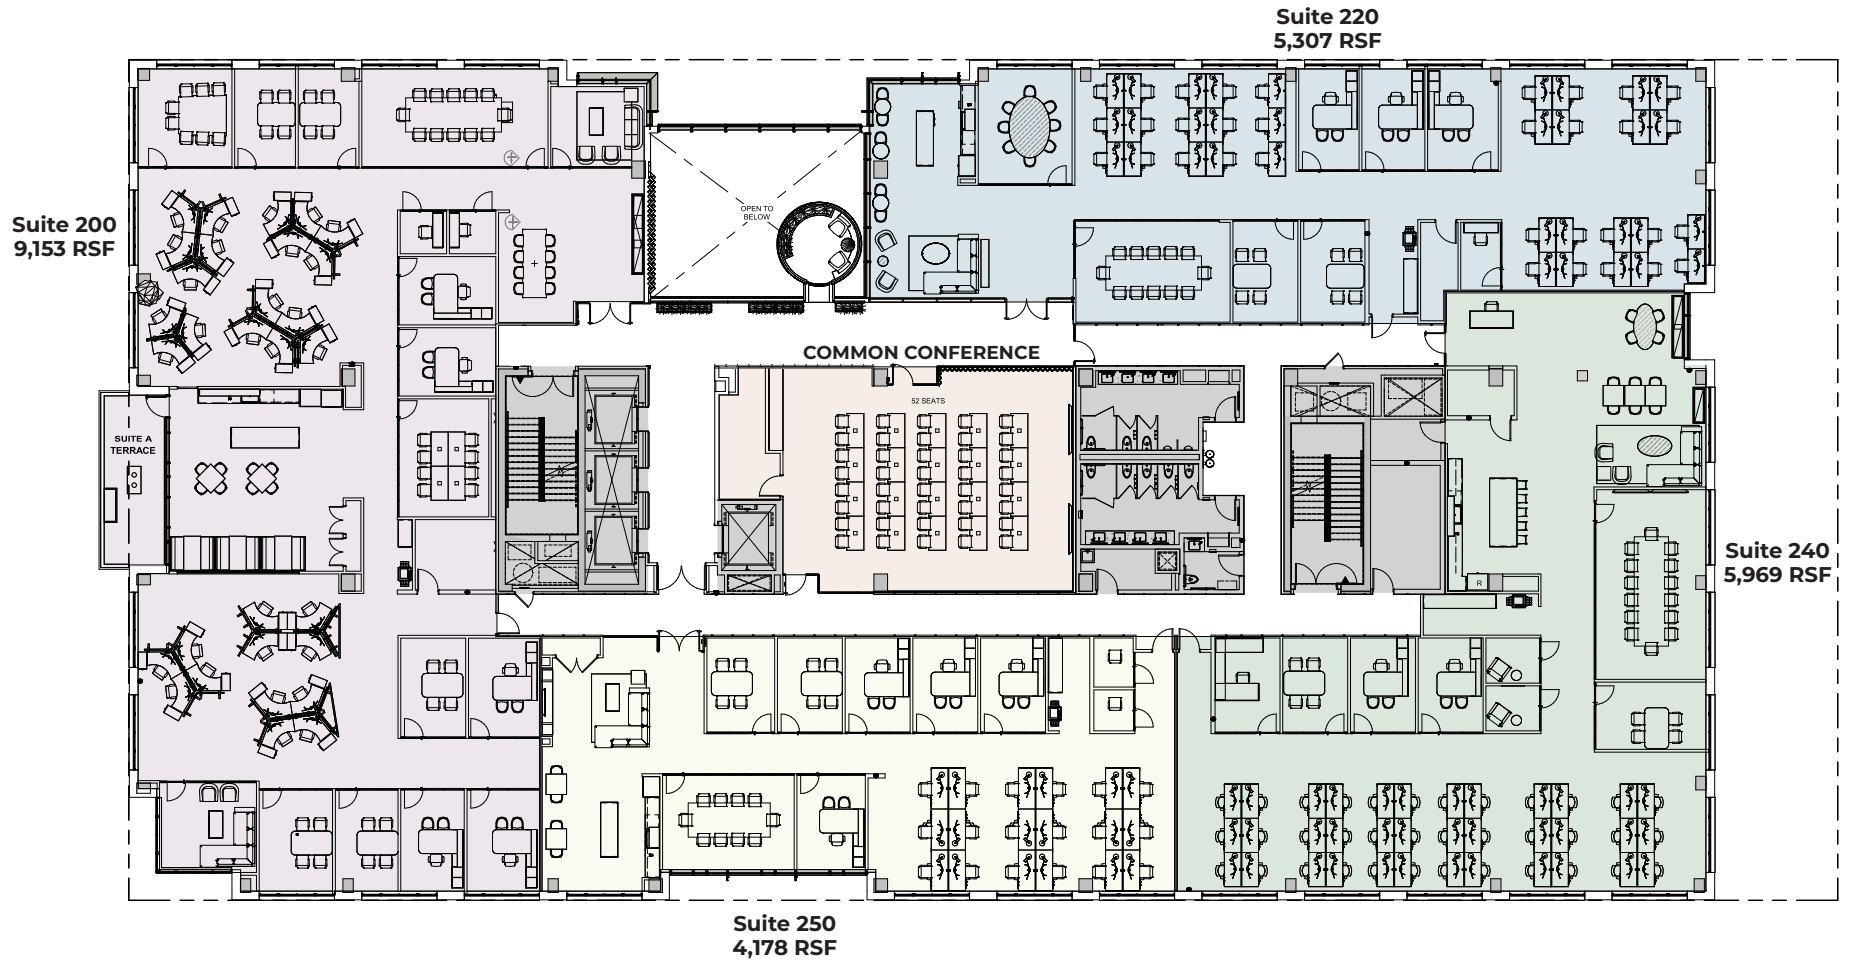 Suite 220
5,307 RSF
Suite 200
9,153 RSF
OPEN TO
BELOW
COMMON CONFERENCE
52 SEATS
SUITE A
TERRACE
Suite 240
5,969 RSF
R
Suite 250
4,178 RSF